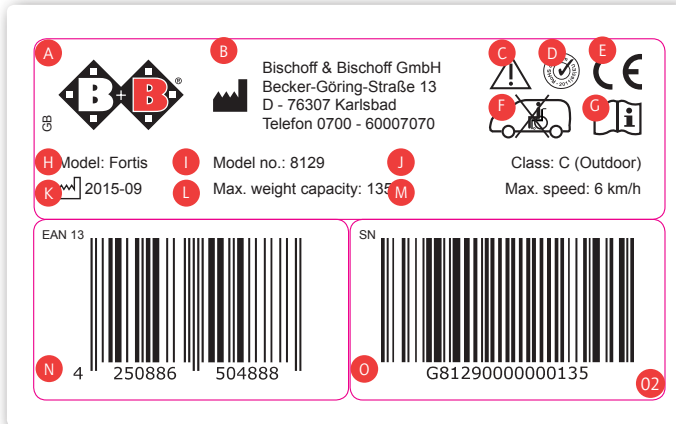 A
B
C
D
E
B+B®
Bischoff & Bischoff GmbH
Becker-Göring-Straße 13
D - 76307 Karlsbad
Telefon 0700 - 60007070
CE
F
G
i
GB
H Model: Fortis
I Model no.: 8129
J Class: C (Outdoor)
K 2015-09
L Max. weight capacity: 135
M Max. speed: 6 km/h
EAN 13
SN
N
4 250886 504888
O
G81290000000135
02